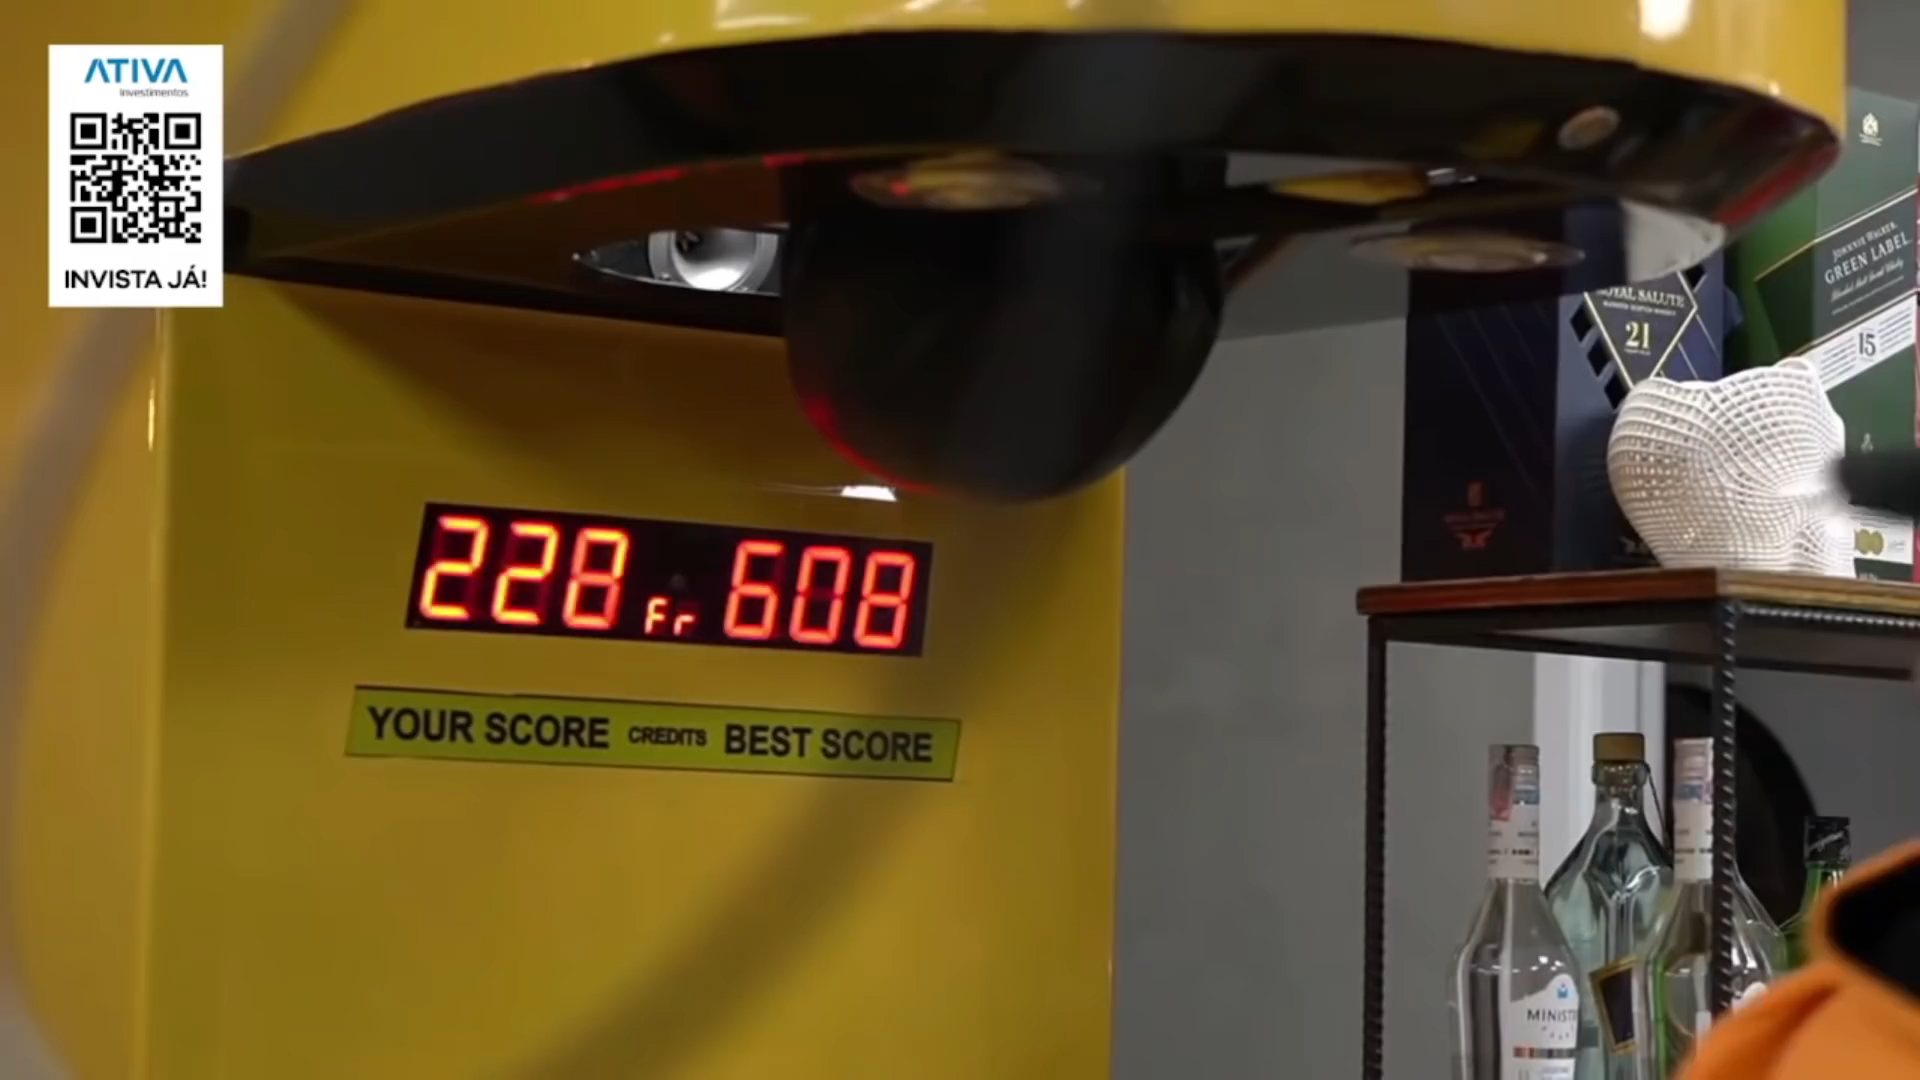 ATIVA
investimentos
INVISTA JÁ!
228 Fr 608
YOUR SCORE CREDITS BEST SCORE
JOHNNIE WALKER
GREEN LABEL
15
ROYAL SALUTE
21
MINIST